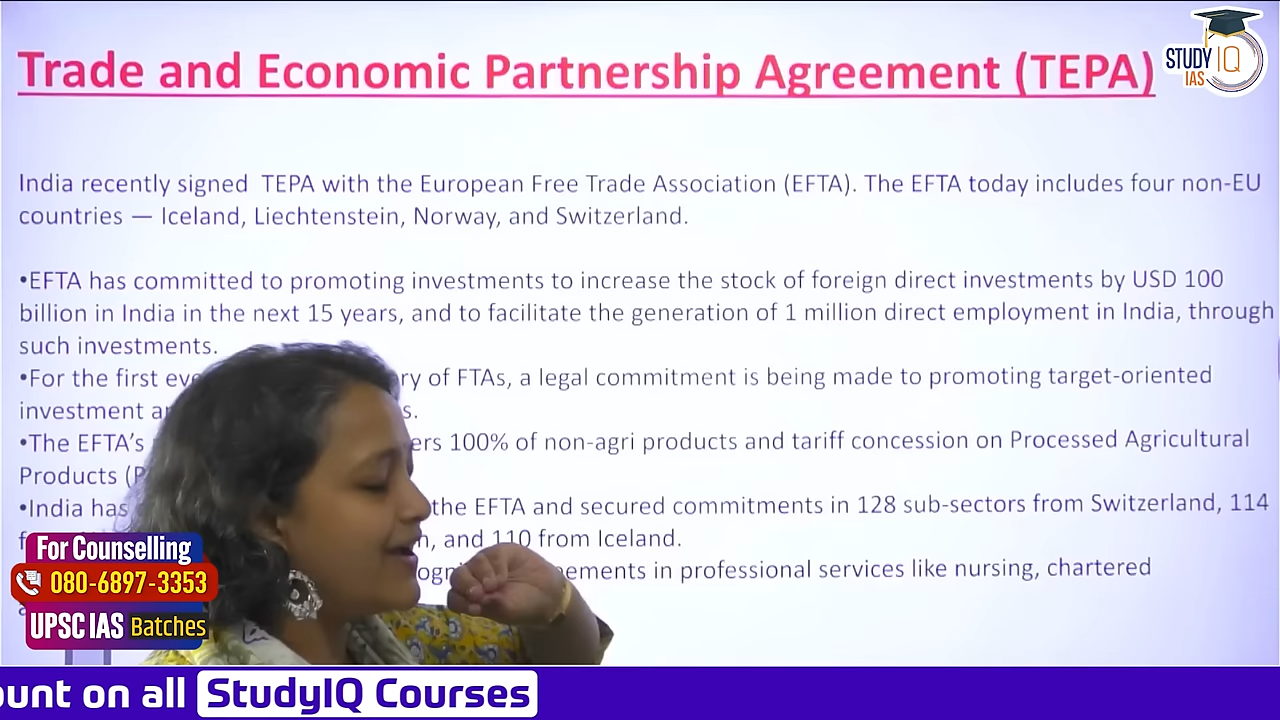 Trade and Economic Partnership Agreement (TEPA)
STUDY IQ
IAS
India recently signed TEPA with the European Free Trade Association (EFTA). The EFTA today includes four non-EU
countries — Iceland, Liechtenstein, Norway, and Switzerland.
•EFTA has committed to promoting investments to increase the stock of foreign direct investments by USD 100
billion in India in the next 15 years, and to facilitate the generation of 1 million direct employment in India, through
such investments.
•For the first of FTAs, a legal commitment is being made to promoting target-oriented
investment
•The EFTA’s 100% of non-agri products and tariff concession on Processed Agricultural
Products
•India has the EFTA and secured commitments in 128 sub-sectors from Switzerland, 114
and 110 from Iceland.
in professional services like nursing, chartered
For Counselling
080-6897-3353
UPSC IAS Batches
on all StudyIQ Courses